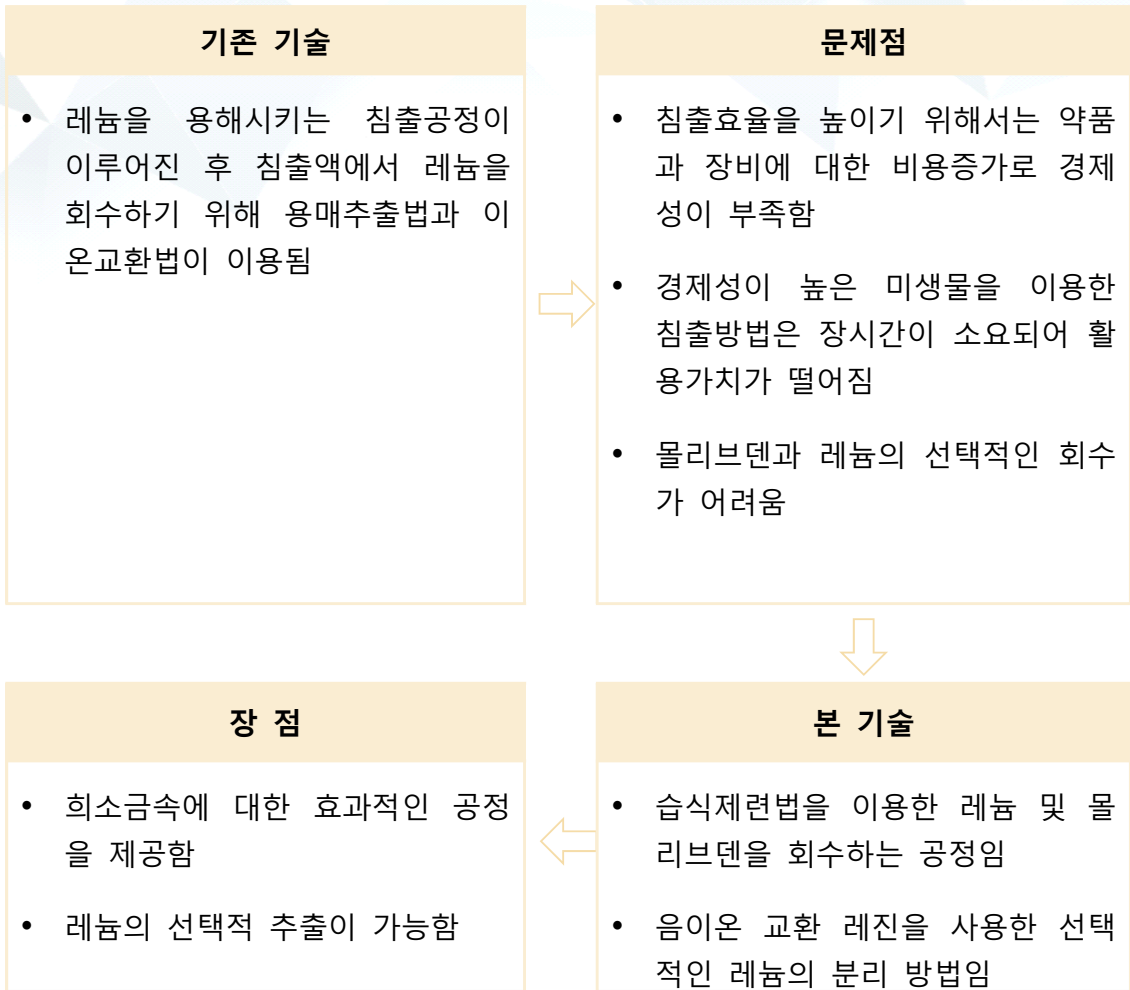 기존 기술
• 레늄을 용해시키는 침출공정이
이루어진 후 침출액에서 레늄을
회수하기 위해 용매추출법과 이
온교환법이 이용됨
문제점
• 침출효율을 높이기 위해서는 약품
과 장비에 대한 비용증가로 경제
성이 부족함
• 경제성이 높은 미생물을 이용한
침출방법은 장시간이 소요되어 활
용가치가 떨어짐
• 몰리브덴과 레늄의 선택적인 회수
가 어려움
본 기술
• 습식제련법을 이용한 레늄 및 몰
리브덴을 회수하는 공정임
• 음이온 교환 레진을 사용한 선택
적인 레늄의 분리 방법임
장 점
• 희소금속에 대한 효과적인 공정
을 제공함
• 레늄의 선택적 추출이 가능함